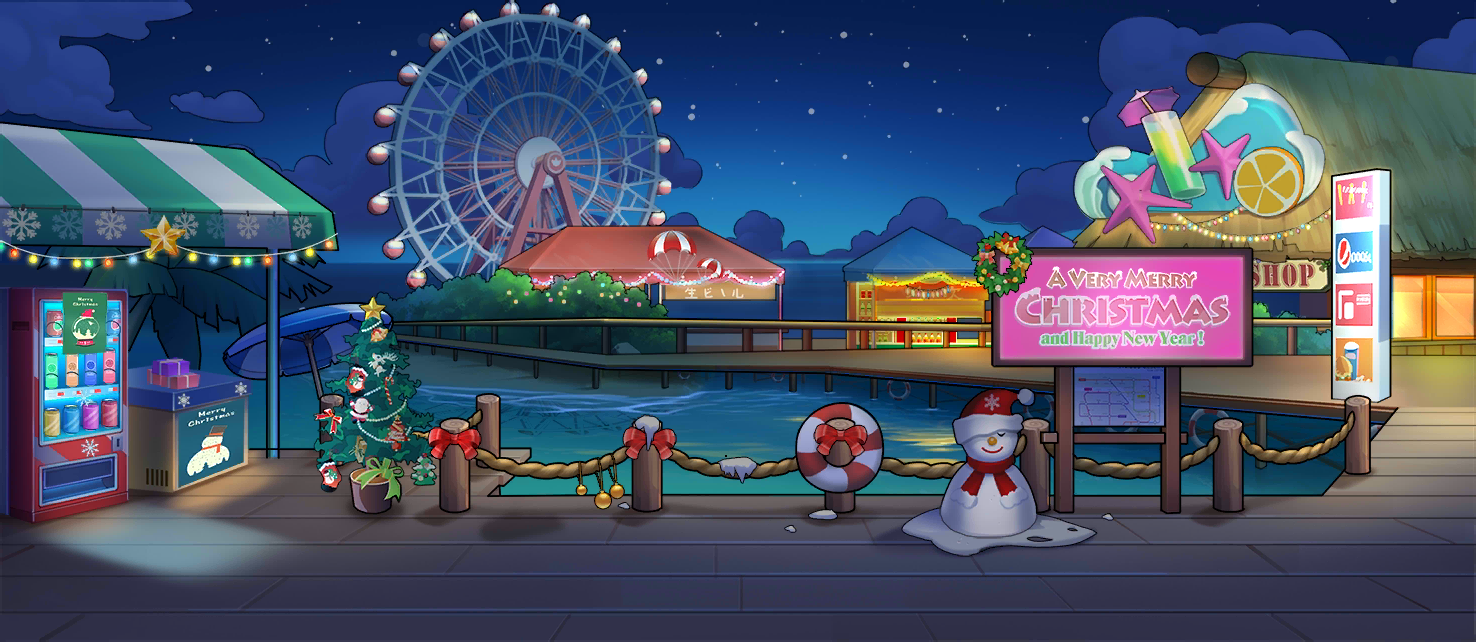 Merry
Christmas
Merry
Christmas
生ビール
A VERY MERRY
CHRISTMAS
and Happy New Year !
SHOP